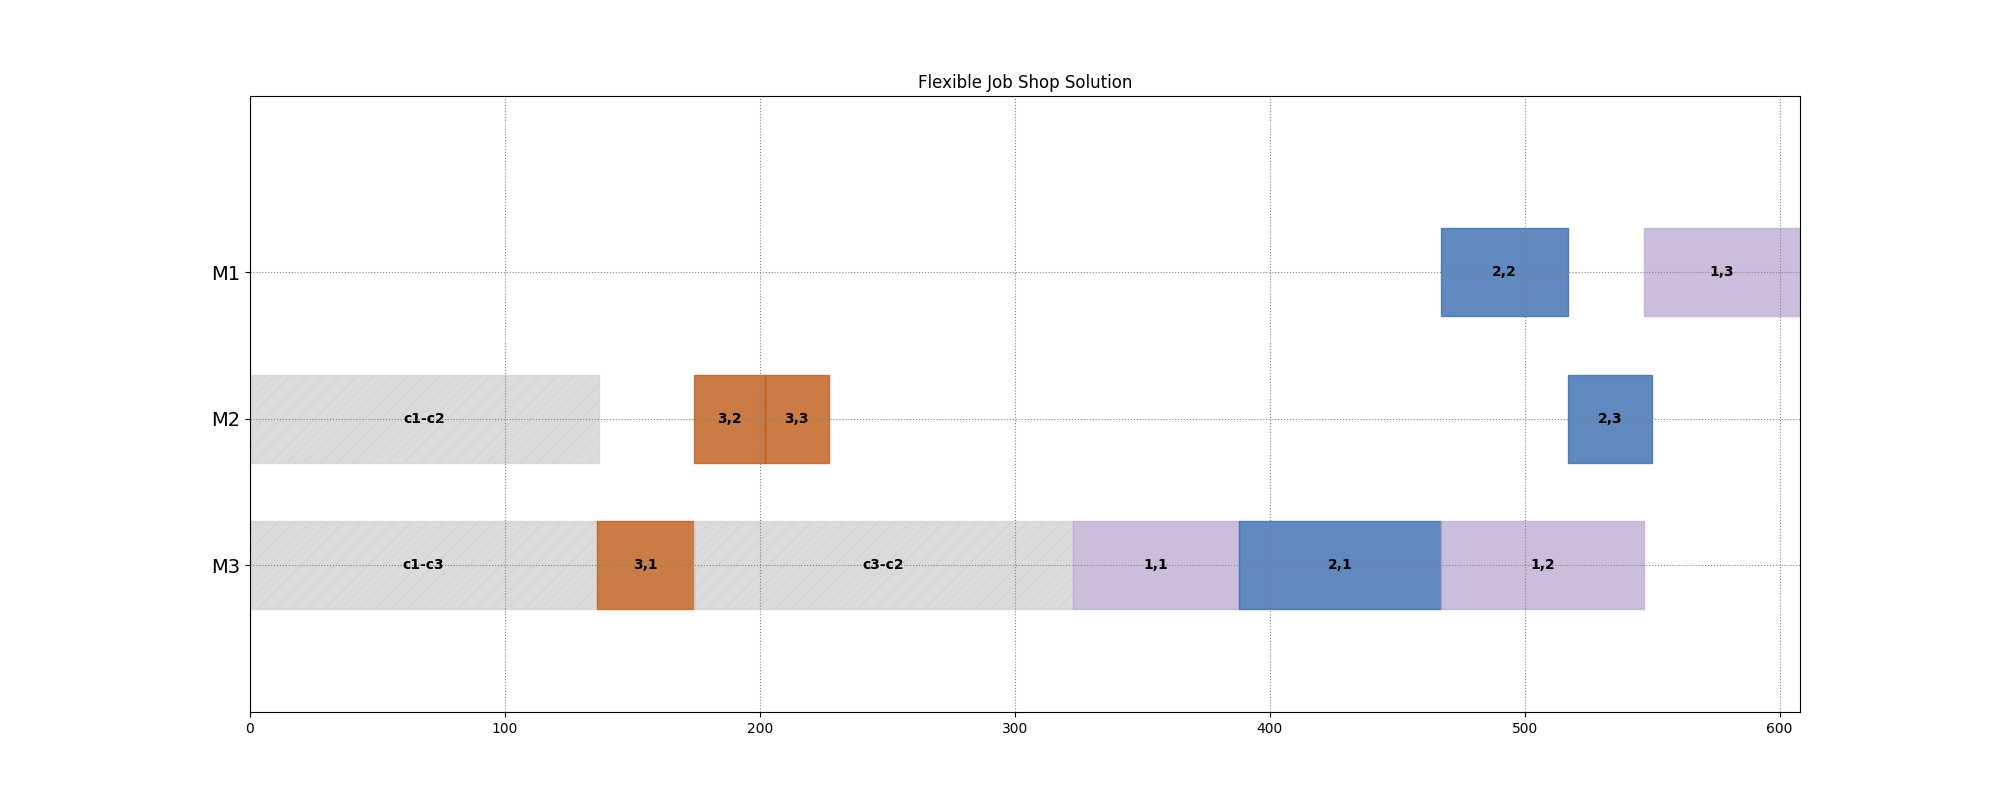 Flexible Job Shop Solution
M1
2,2
1,3
M2
c1-c2
3,2
3,3
2,3
M3
c1-c3
3,1
c3-c2
1,1
2,1
1,2
0 100 200 300 400 500 600